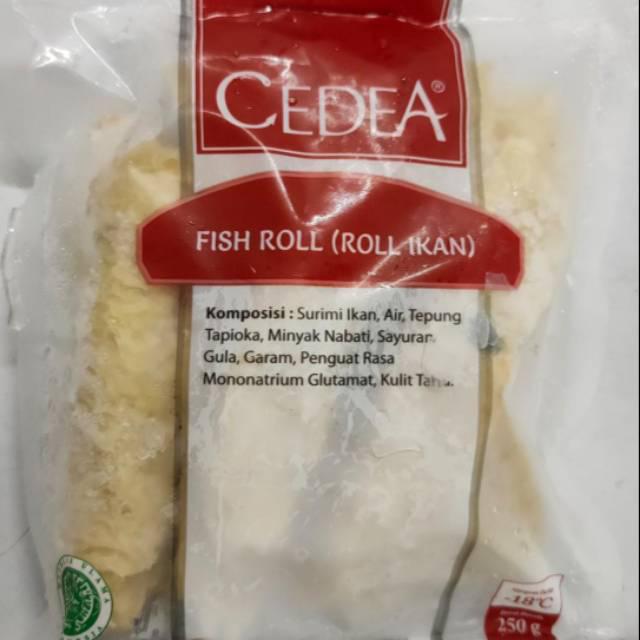 CEDEA®
FISH ROLL (ROLL IKAN)
Komposisi : Surimi Ikan, Air, Tepung
Tapioka, Minyak Nabati, Sayuran,
Gula, Garam, Penguat Rasa
Mononatrium Glutamat, Kulit
-18°C
250 g